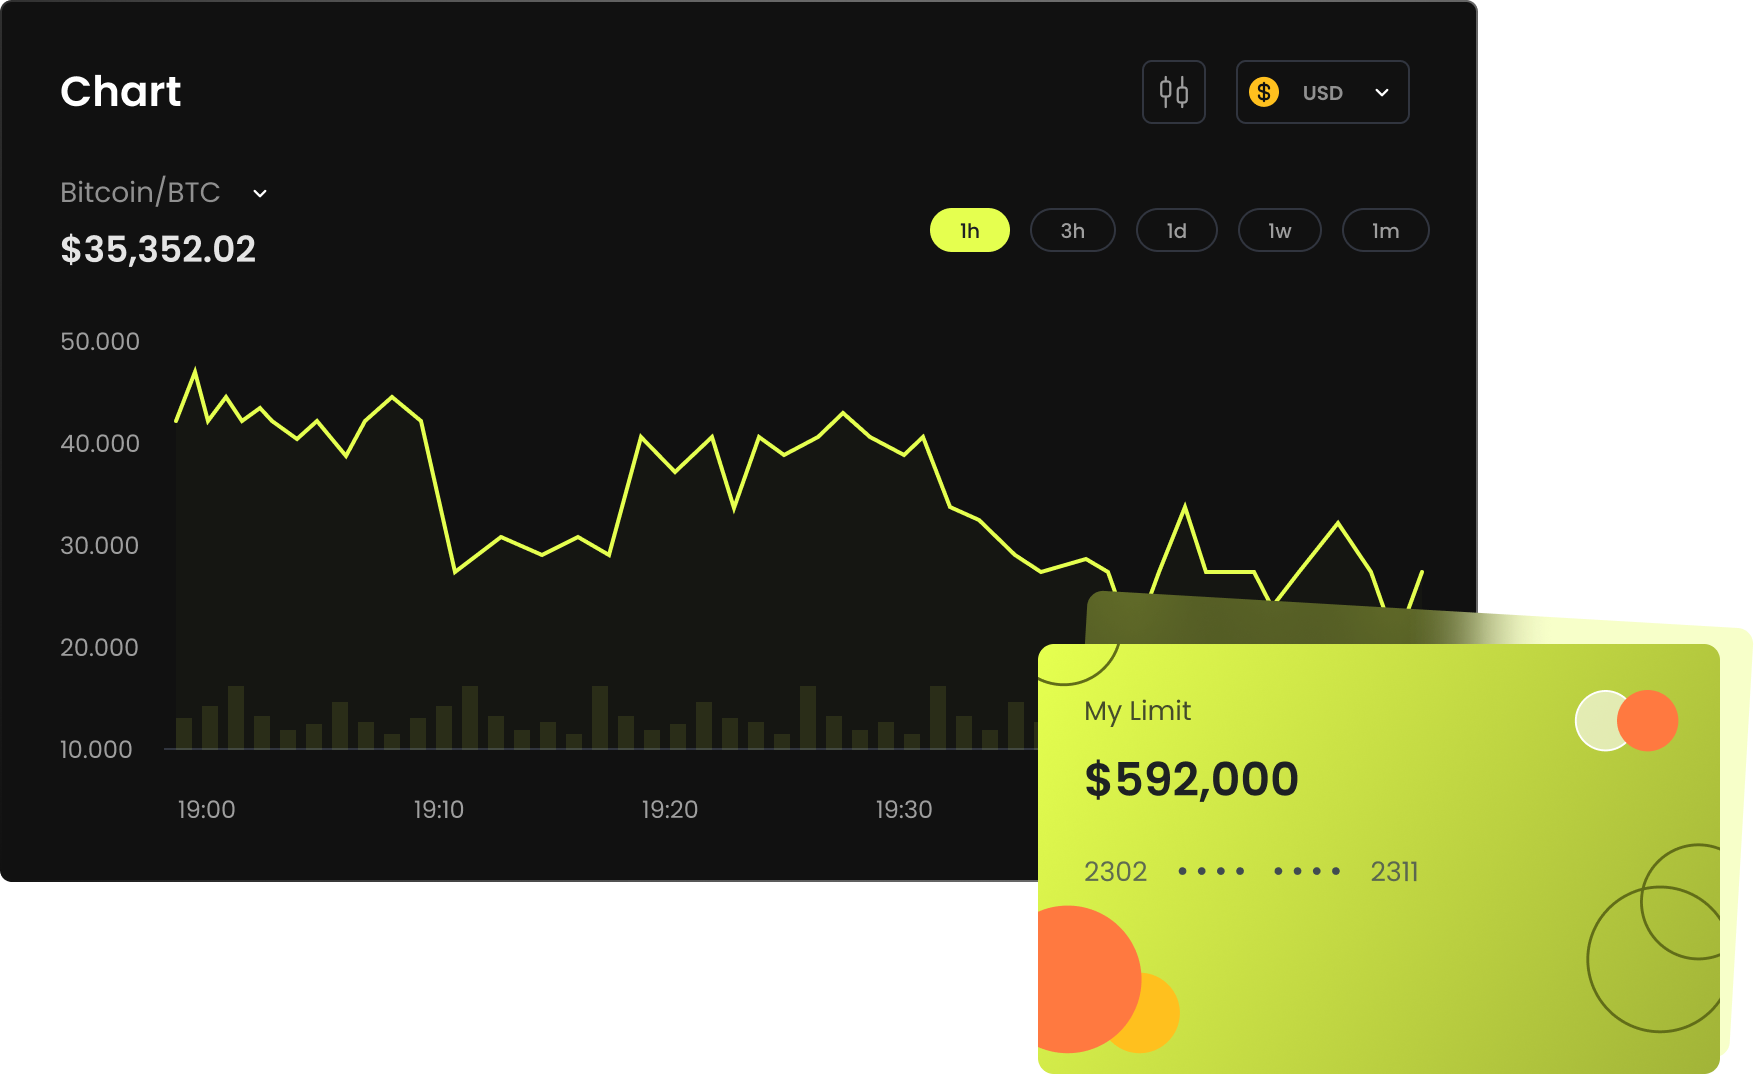 Chart
$ USD
Bitcoin/BTC
$35,352.02
1h 3h 1d 1w 1m
50.000
40.000
30.000
20.000
10.000
19:00 19:10 19:20 19:30
My Limit
$592,000
2302 •••• •••• 2311